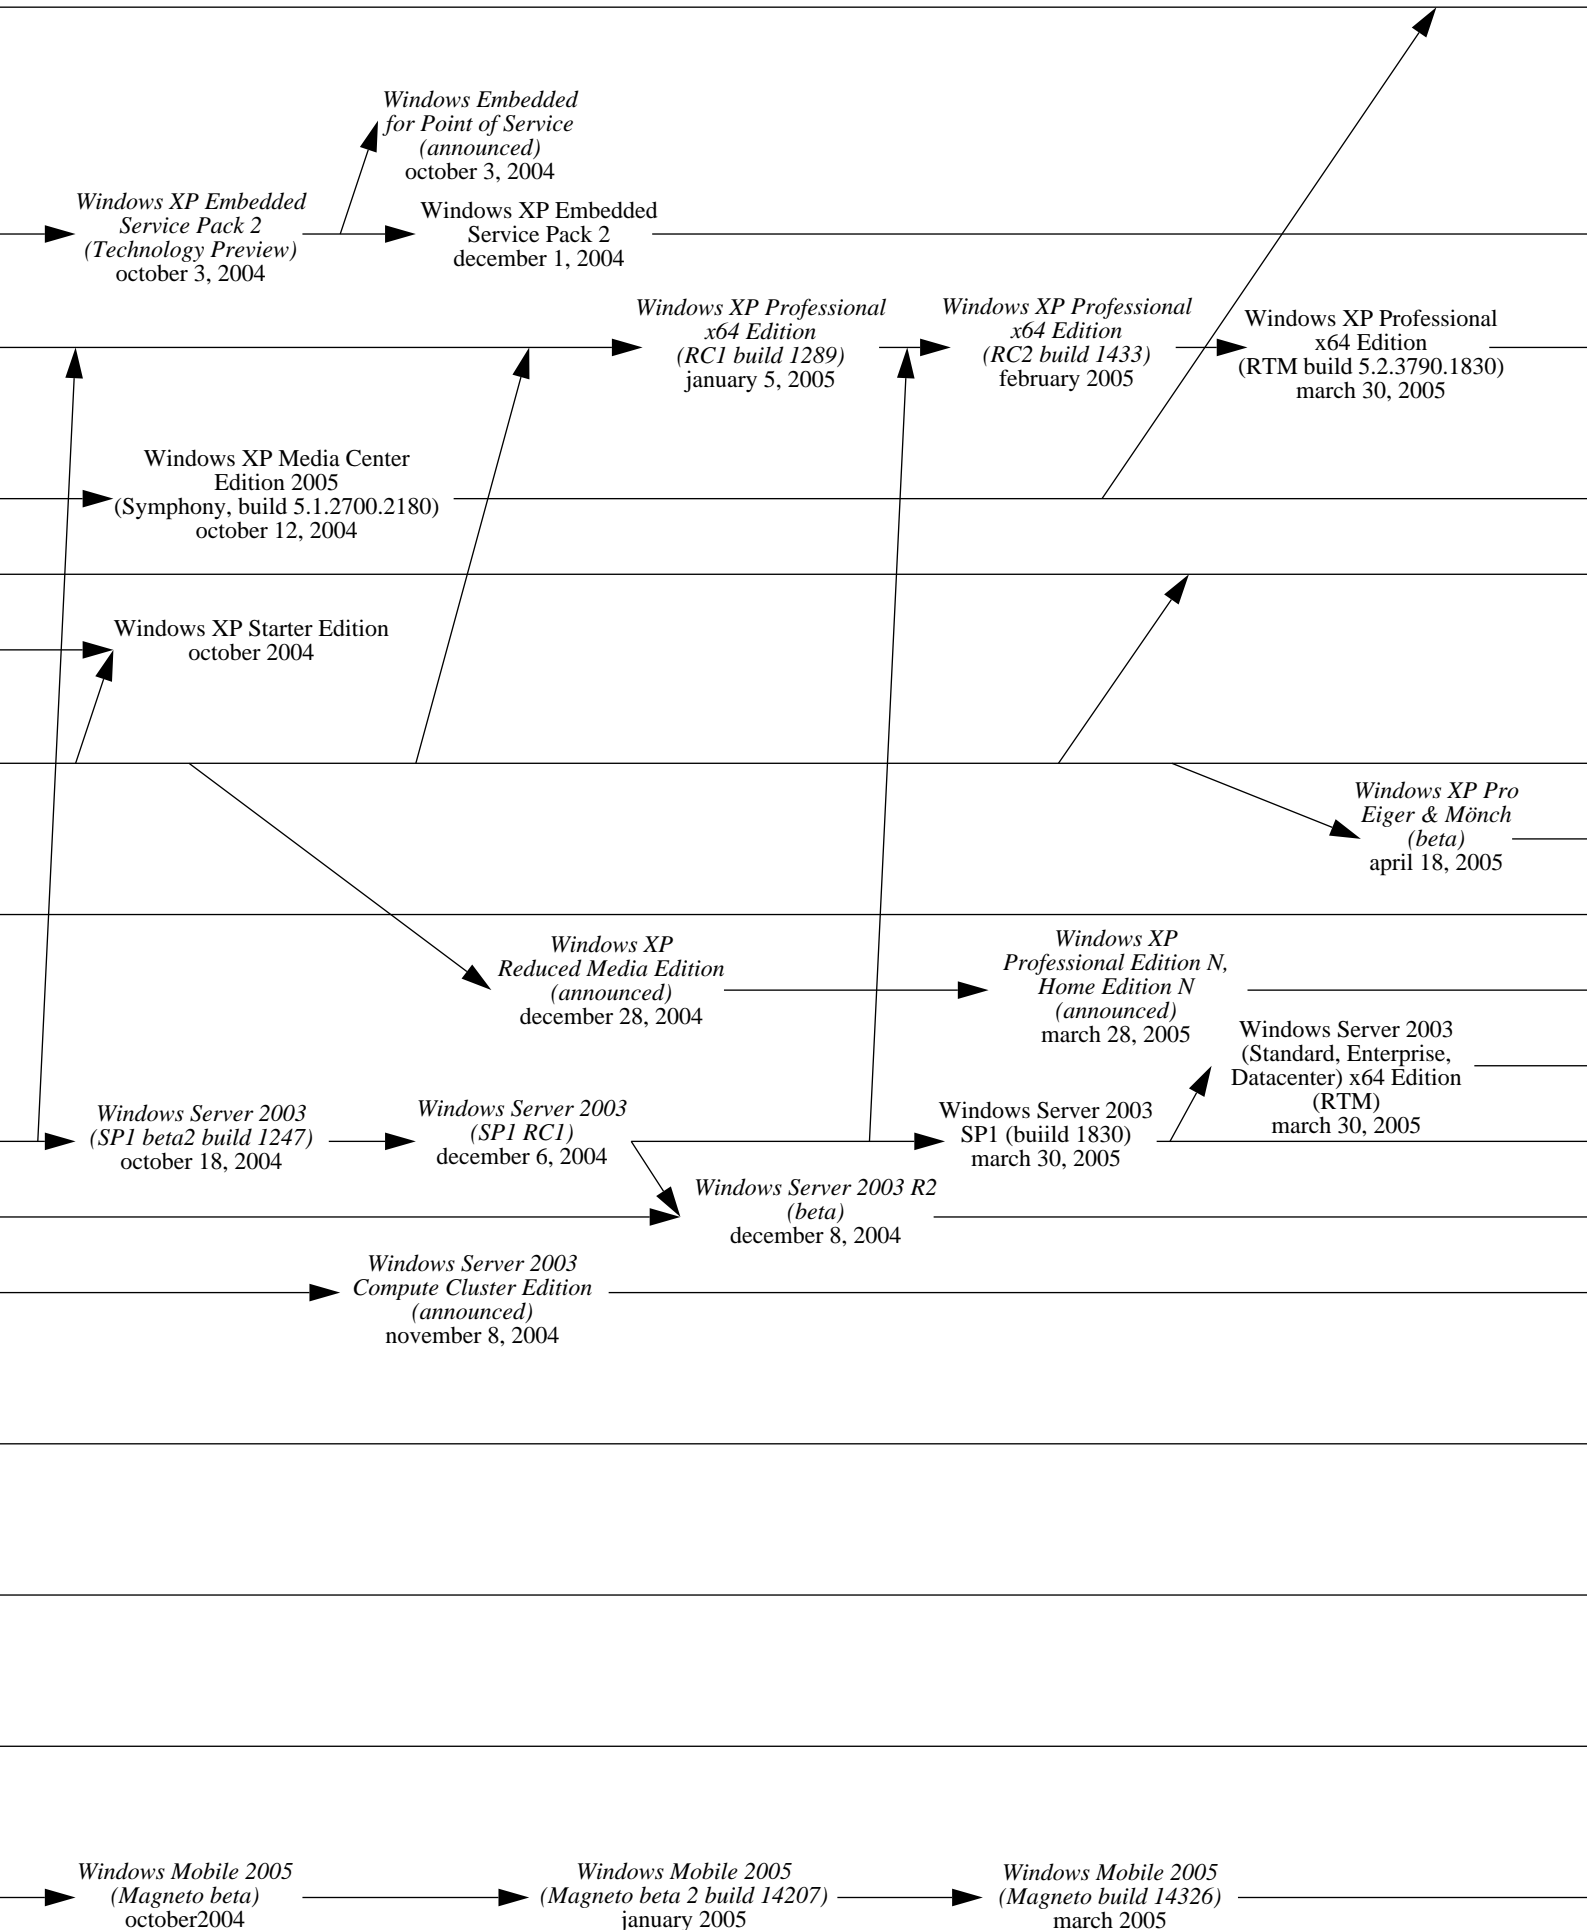 Windows Embedded
for Point of Service
(announced)
october 3, 2004
Windows XP Embedded
Service Pack 2
(Technology Preview)
october 3, 2004
Windows XP Embedded
Service Pack 2
december 1, 2004
Windows XP Professional
x64 Edition
(RC1 build 1289)
january 5, 2005
Windows XP Professional
x64 Edition
(RC2 build 1433)
february 2005
Windows XP Professional
x64 Edition
(RTM build 5.2.3790.1830)
march 30, 2005
Windows XP Media Center
Edition 2005
(Symphony, build 5.1.2700.2180)
october 12, 2004
Windows XP Starter Edition
october 2004
Windows XP Pro
Eiger & Mönch
(beta)
april 18, 2005
Windows XP
Reduced Media Edition
(announced)
december 28, 2004
Windows XP
Professional Edition N,
Home Edition N
(announced)
march 28, 2005
Windows Server 2003
(Standard, Enterprise,
Datacenter) x64 Edition
(RTM)
march 30, 2005
Windows Server 2003
(SP1 beta2 build 1247)
october 18, 2004
Windows Server 2003
(SP1 RC1)
december 6, 2004
Windows Server 2003
SP1 (buiild 1830)
march 30, 2005
Windows Server 2003 R2
(beta)
december 8, 2004
Windows Server 2003
Compute Cluster Edition
(announced)
november 8, 2004
Windows Mobile 2005
(Magneto beta)
october2004
Windows Mobile 2005
(Magneto beta 2 build 14207)
january 2005
Windows Mobile 2005
(Magneto build 14326)
march 2005